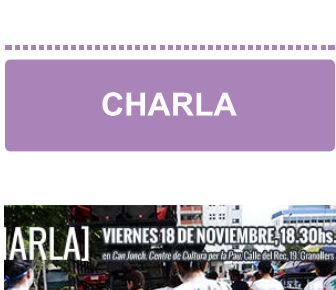 CHARLA
HARLA] VIERNES 18 DE NOVIEMBRE, 18.30hs.
en Can Jonch. Centre de Cultura per la Pau. Calle del Rec, 19. Granollers